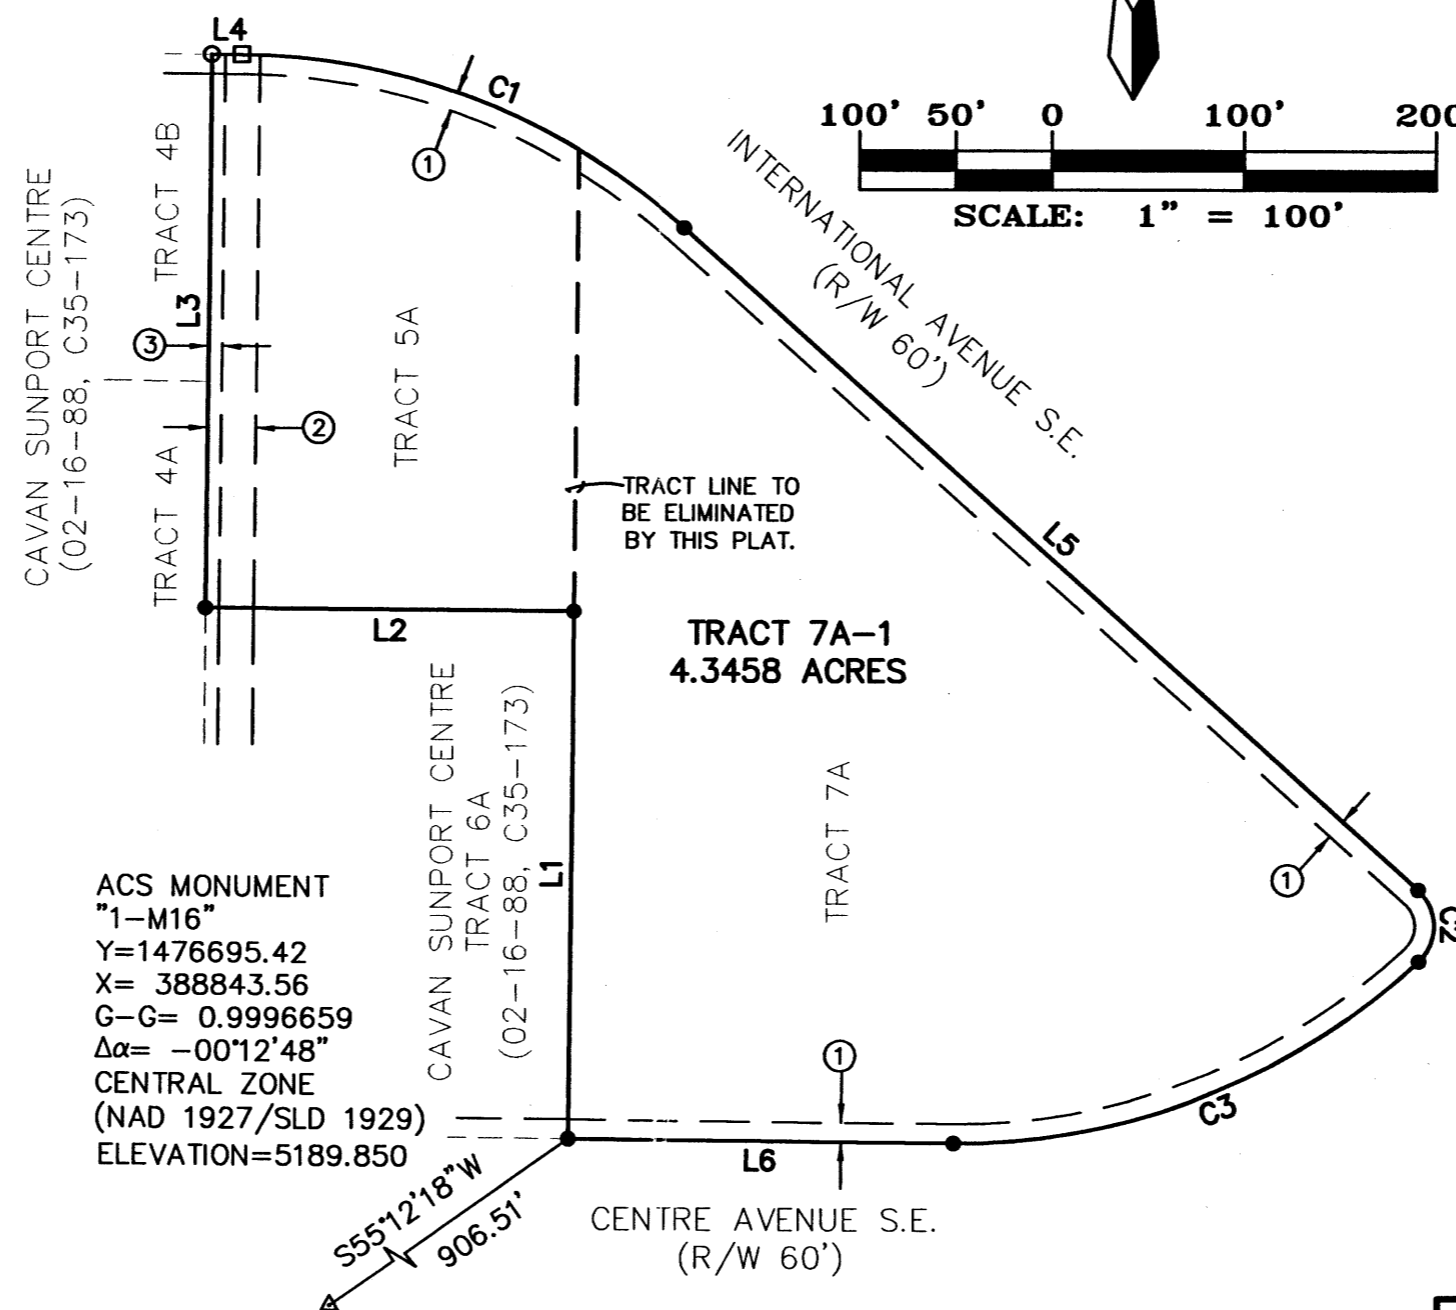 L4
C1
100' 50' 0 100' 200
SCALE: 1" = 100'
INTERNATIONAL AVENUE S.E.
(R/W 60')
1
CAVAN SUNPORT CENTRE
(02-16-88, C35-173)
TRACT 4B
TRACT 4A
L3
3
2
TRACT 5A
TRACT LINE TO
BE ELIMINATED
BY THIS PLAT.
L5
L2
TRACT 7A-1
4.3458 ACRES
CAVAN SUNPORT CENTRE
TRACT 6A
(02-16-88, C35-173)
L1
TRACT 7A
1
C2
ACS MONUMENT
"1-M16"
Y=1476695.42
X= 388843.56
G-G= 0.9996659
Δα= -00°12'48"
CENTRAL ZONE
(NAD 1927/SLD 1929)
ELEVATION=5189.850
1
C3
L6
S55°12'18"W
906.51'
CENTRE AVENUE S.E.
(R/W 60')